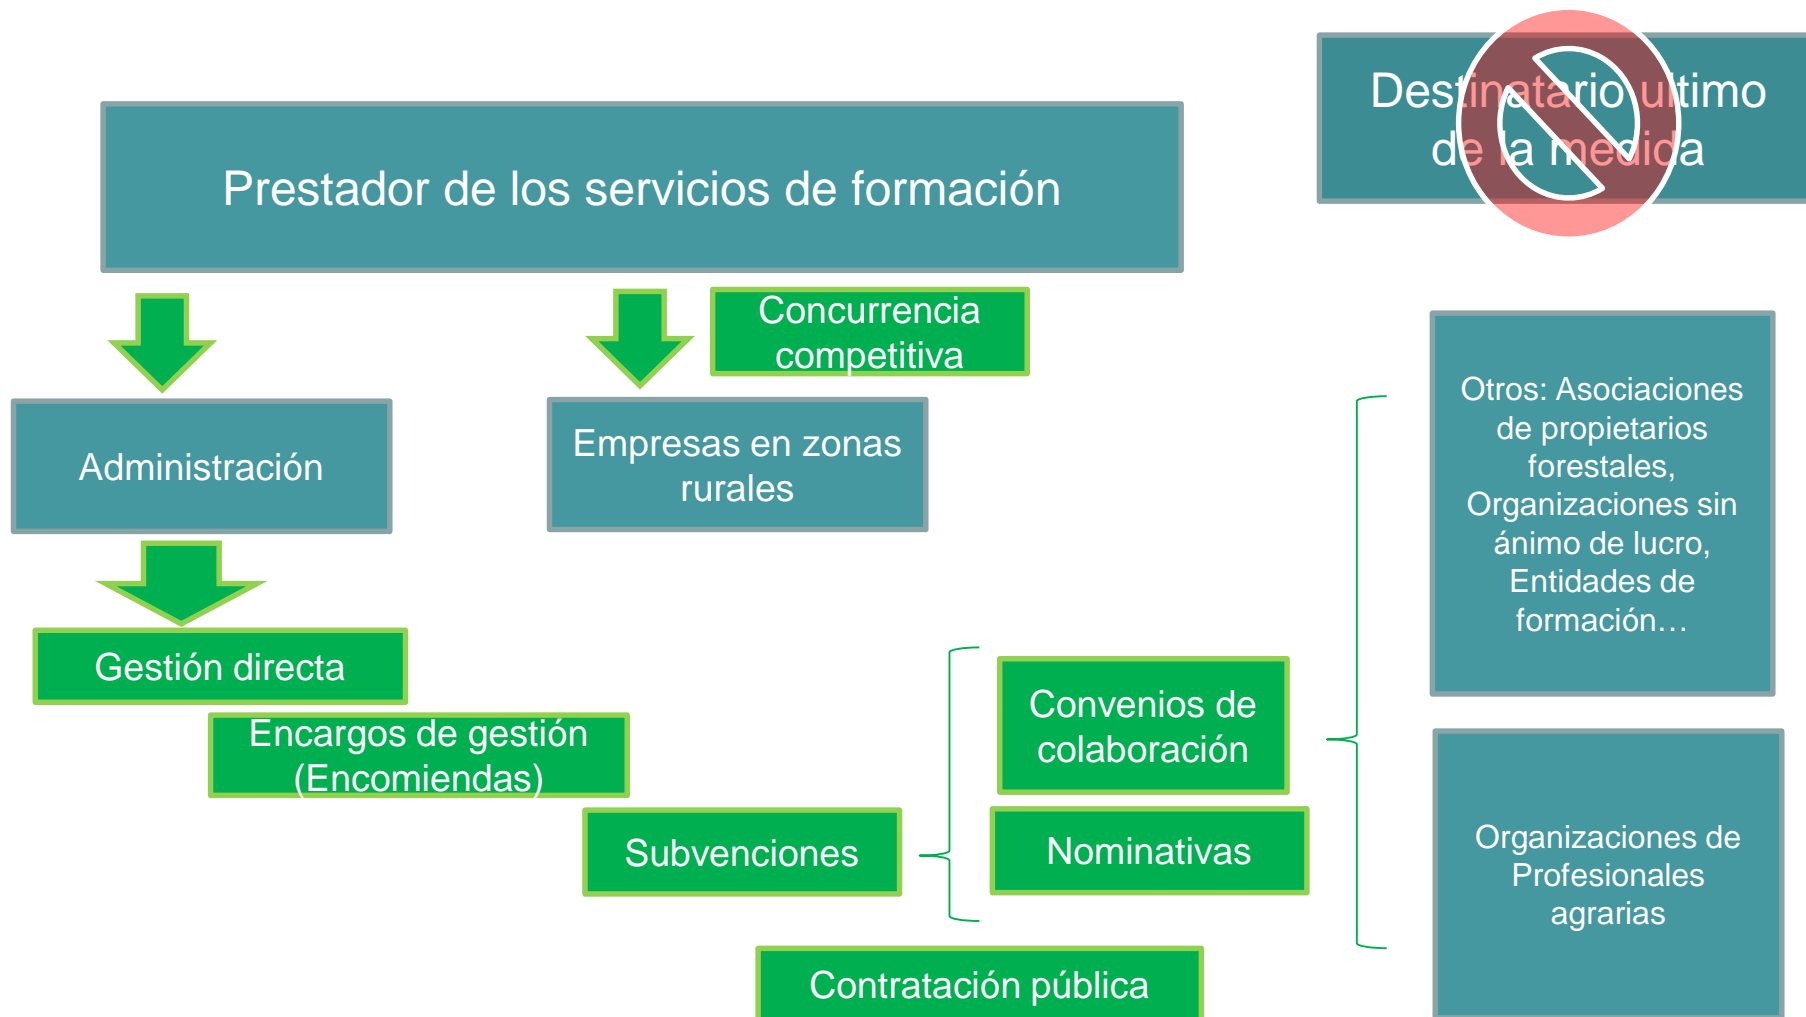 Destinatario ultimo
de la medida
Prestador de los servicios de formación
Concurrencia
competitiva
Administración
Empresas en zonas
rurales
Gestión directa
Encargos de gestión
(Encomiendas)
Subvenciones
Convenios de
colaboración
Nominativas
Contratación pública
Otros: Asociaciones
de propietarios
forestales,
Organizaciones sin
ánimo de lucro,
Entidades de
formación…
Organizaciones de
Profesionales
agrarias